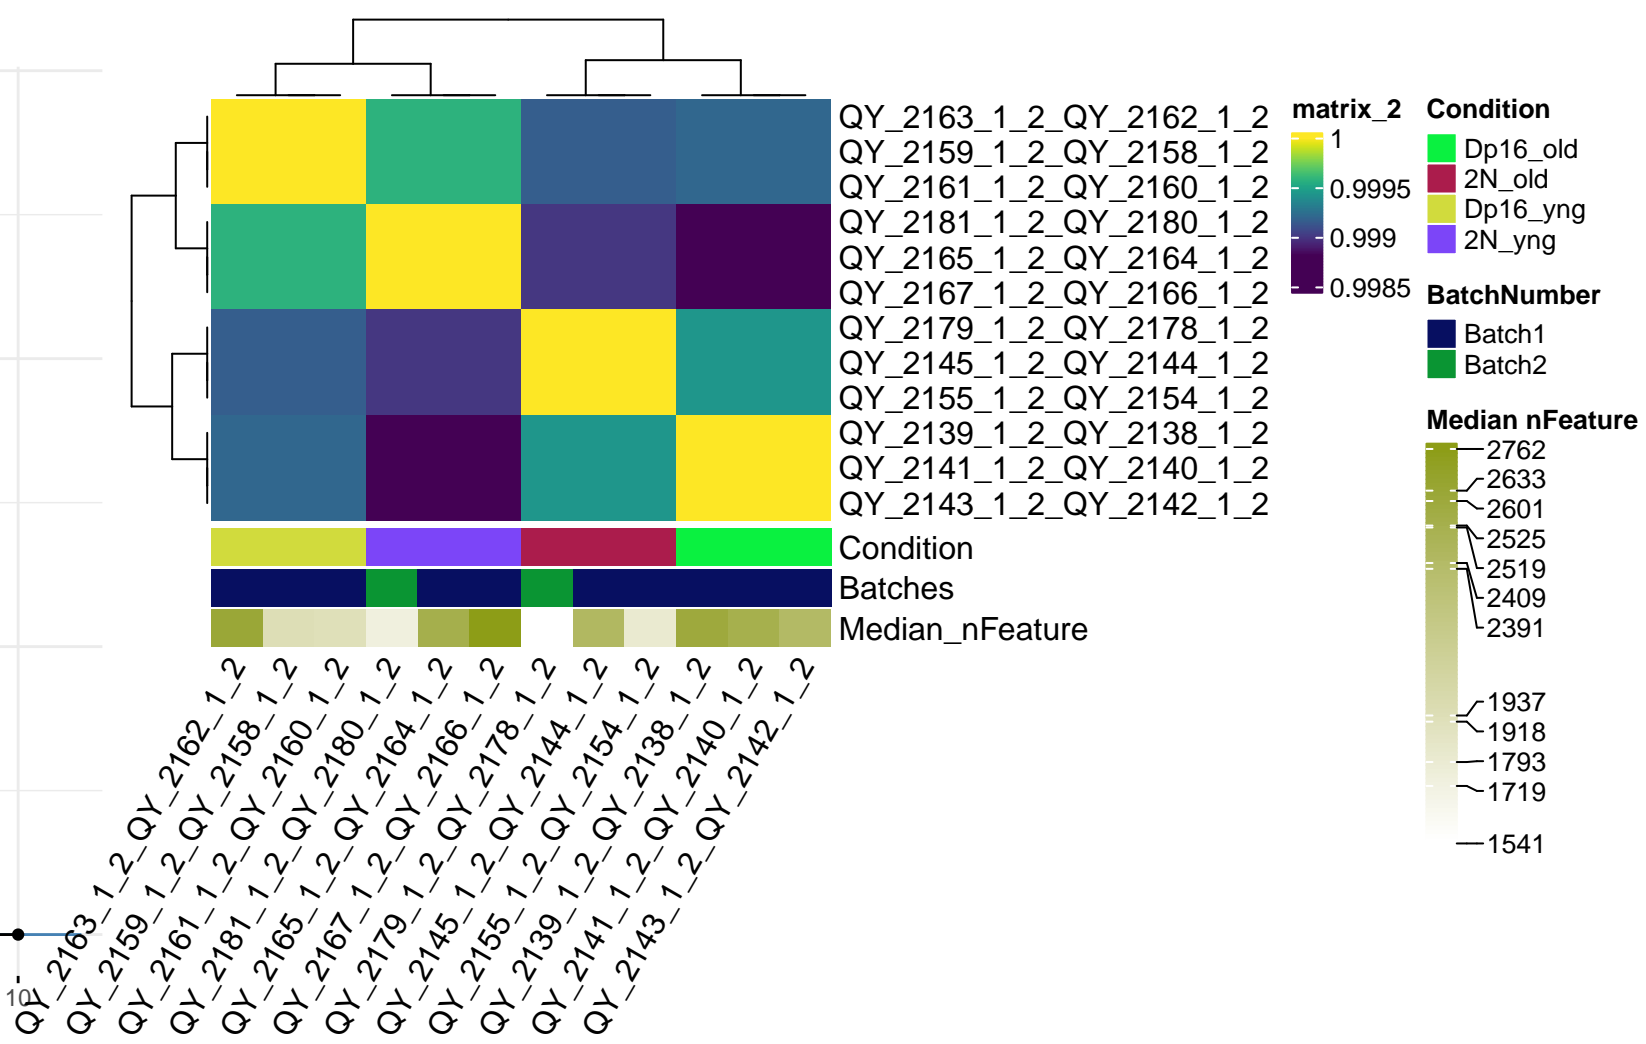 QY_2163_1_2_QY_2162_1_2
QY_2159_1_2_QY_2158_1_2
QY_2161_1_2_QY_2160_1_2
QY_2181_1_2_QY_2180_1_2
QY_2165_1_2_QY_2164_1_2
QY_2167_1_2_QY_2166_1_2
QY_2179_1_2_QY_2178_1_2
QY_2145_1_2_QY_2144_1_2
QY_2155_1_2_QY_2154_1_2
QY_2139_1_2_QY_2138_1_2
QY_2141_1_2_QY_2140_1_2
QY_2143_1_2_QY_2142_1_2
Condition
Batches
Median_nFeature
QY_2163_1_2_QY_2162_1_2
QY_2159_1_2_QY_2158_1_2
QY_2161_1_2_QY_2160_1_2
QY_2181_1_2_QY_2180_1_2
QY_2165_1_2_QY_2164_1_2
QY_2167_1_2_QY_2166_1_2
QY_2179_1_2_QY_2178_1_2
QY_2145_1_2_QY_2144_1_2
QY_2155_1_2_QY_2154_1_2
QY_2139_1_2_QY_2138_1_2
QY_2141_1_2_QY_2140_1_2
QY_2143_1_2_QY_2142_1_2
10
matrix_2
1
0.9995
0.999
0.9985
Condition
Dp16_old
2N_old
Dp16_yng
2N_yng
BatchNumber
Batch1
Batch2
Median nFeature
2762
2633
2601
2525
2519
2409
2391
1937
1918
1793
1719
1541